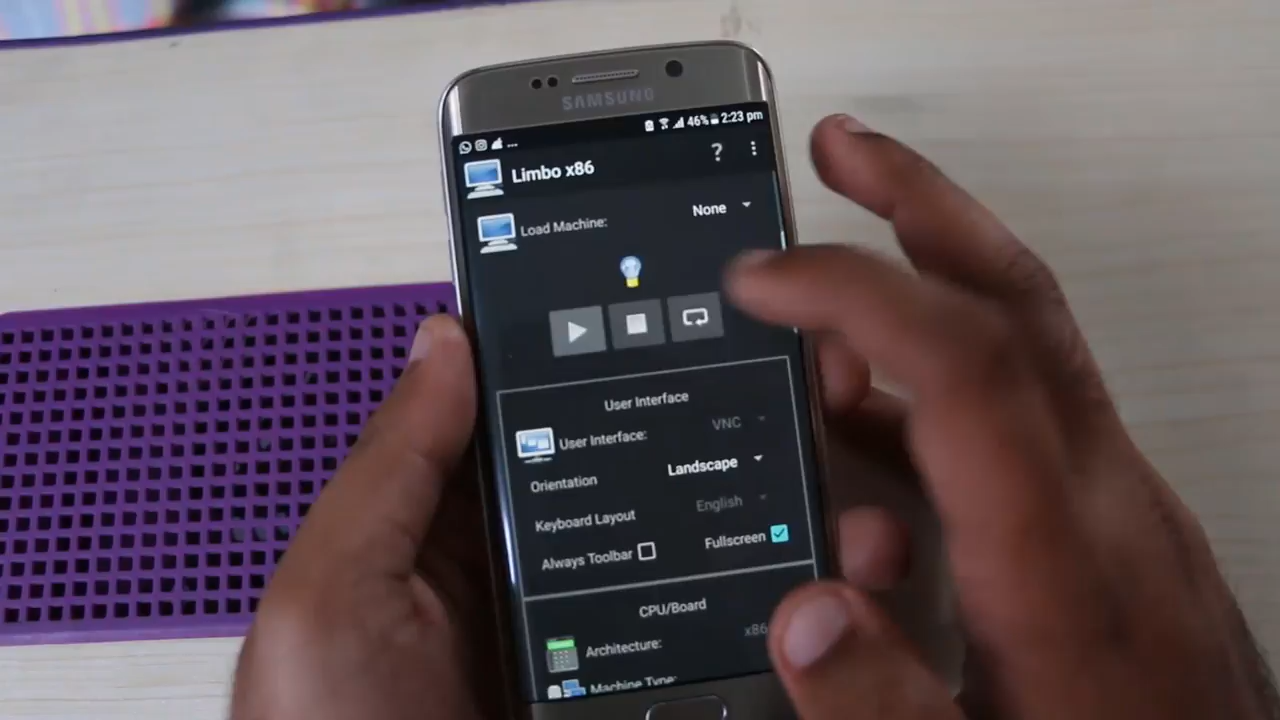 SAMSUNG
46% 2:23 pm
...
Limbo x86 ?
Load Machine: None
User Interface
User Interface: VNC
Orientation Landscape
Keyboard Layout English
Always Toolbar Fullscreen
CPU/Board
Architecture: x86
Machine Type: